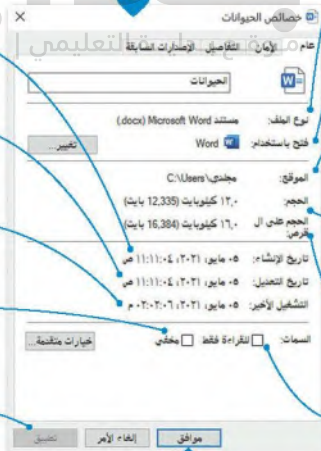 خصائص الحيوانات
عام الأمان التفاصيل الإصدارات السابقة
الحيوانات
نوع الملف: مستند Microsoft Word (.docx)
فتح باستخدام: Word تغيير...
الموقع: C:\Users\مجلدي
الحجم: ١٢,٠ كيلوبايت (12,335 بايت)
الحجم على ال
قرص: ١٦,٠ كيلوبايت (16,384 بايت)
تاريخ الإنشاء: ٠٥ مايو، ٢٠٢١، ١١:١١:٠٤ ص
تاريخ التعديل: ٠٥ مايو، ٢٠٢١، ١١:١١:٠٤ ص
التشغيل الأخير: ٠٥ مايو، ٢٠٢١، ٠٢:٠٢:٠٦ م
السمات: للقراءة فقط مخفي خيارات متقدمة...
موافق إلغاء الأمر تطبيق